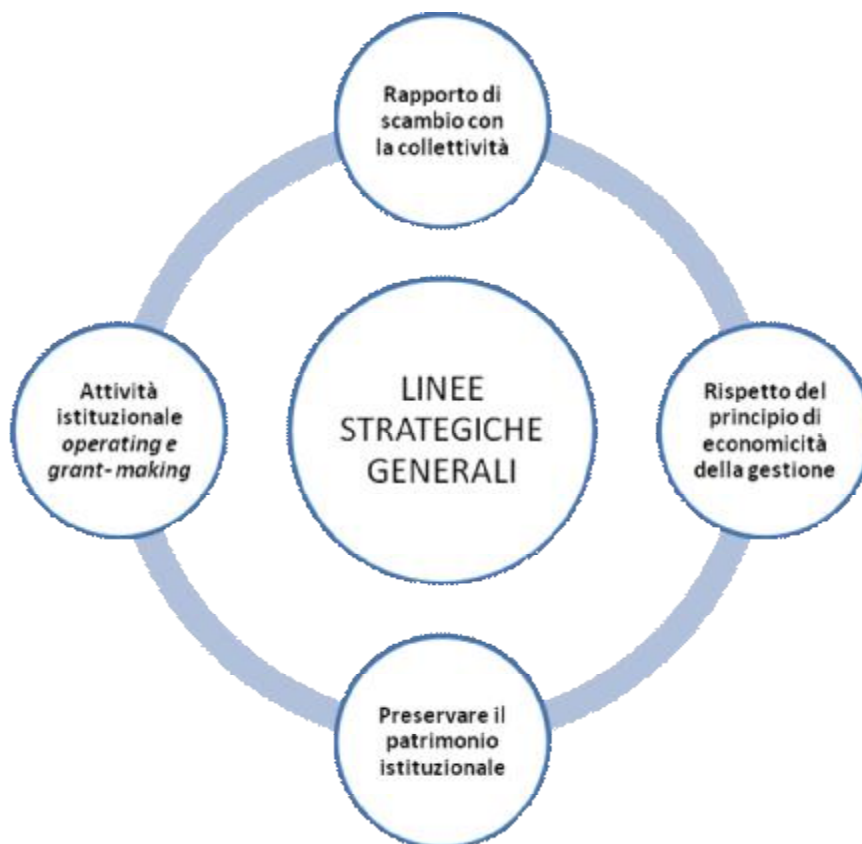 Rapporto di
scambio con
la collettività
Attività
istituzionale
operating e
grant- making
LINEE
STRATEGICHE
GENERALI
Rispetto del
principio di
economicità
della gestione
Preservare il
patrimonio
istituzionale